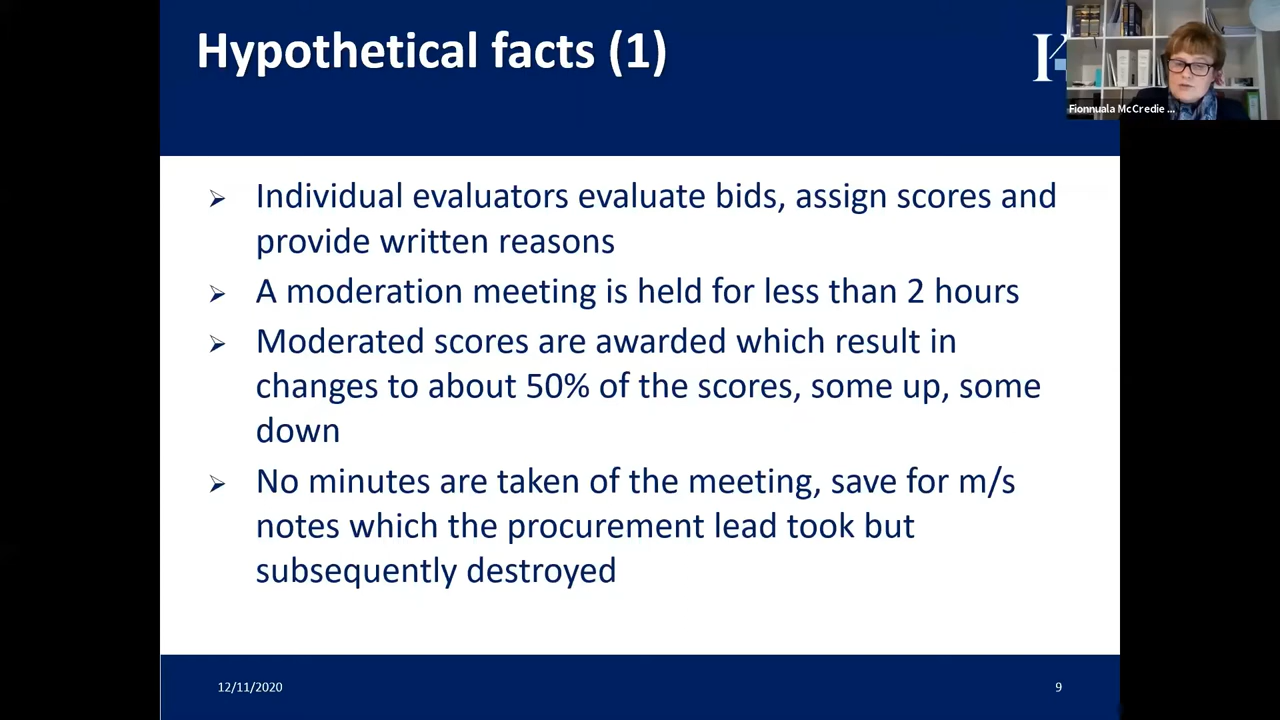 Hypothetical facts (1)
Fionnuala McCredie ...
Individual evaluators evaluate bids, assign scores and
provide written reasons
A moderation meeting is held for less than 2 hours
Moderated scores are awarded which result in
changes to about 50% of the scores, some up, some
down
No minutes are taken of the meeting, save for m/s
notes which the procurement lead took but
subsequently destroyed
12/11/2020
9